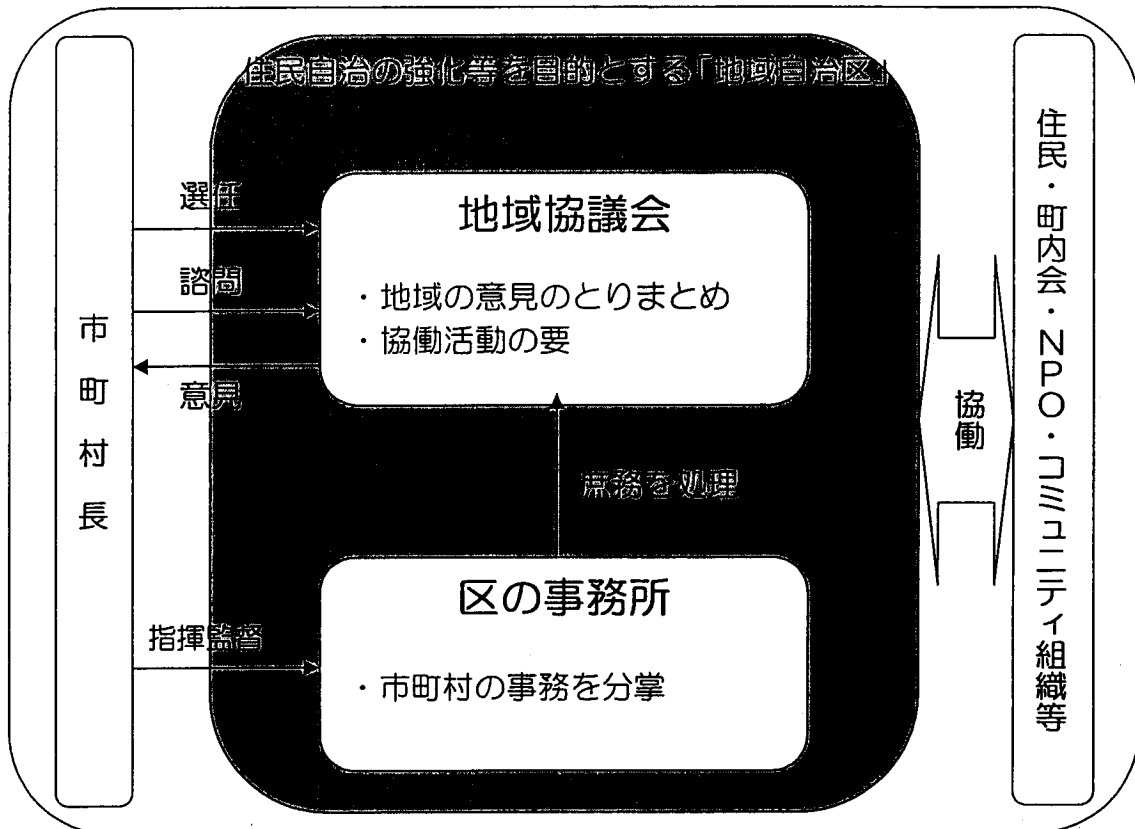 住民自治の強化等を目的とする「地域自治区」
市町村長
選任
諮問
意見
指揮監督
地域協議会
・地域の意見のとりまとめ
・協働活動の要
庶務を処理
区の事務所
・市町村の事務を分掌
協働
住民・町内会・NPO・コミュニティ組織等